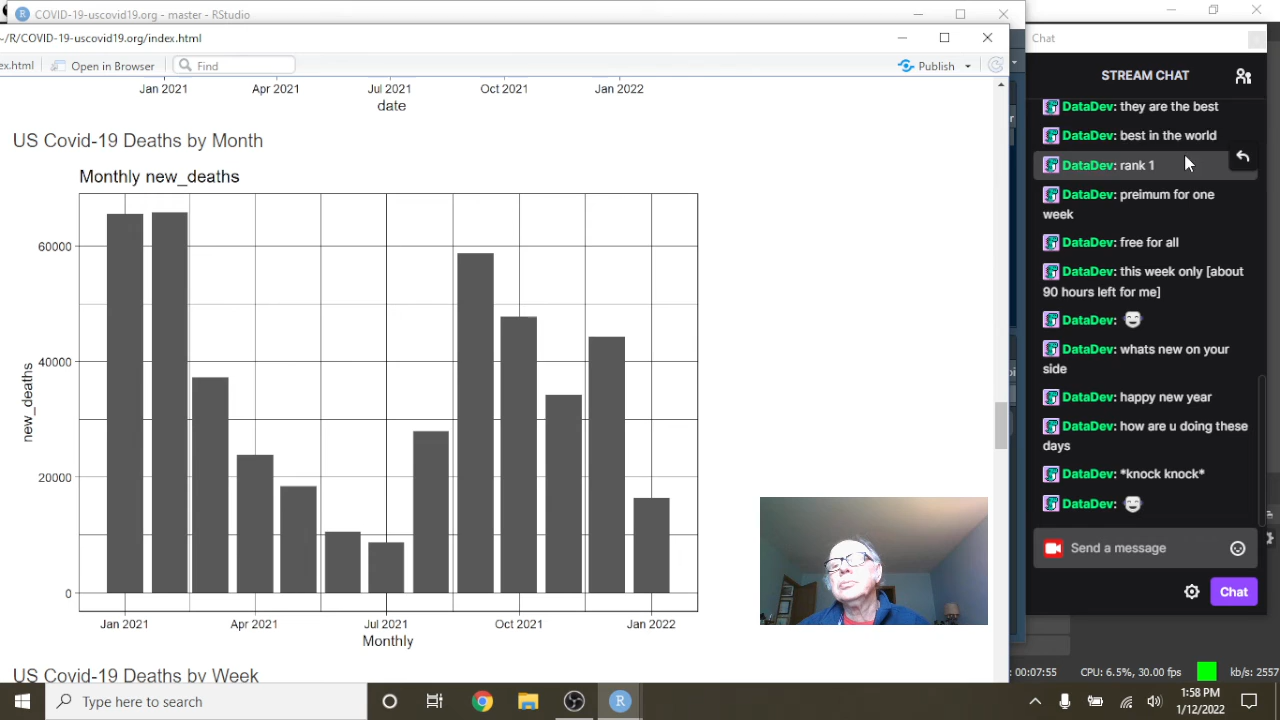 COVID-19-uscovid19.org - master - RStudio
~/R/COVID-19-uscovid19.org/index.html
ex.html
Open in Browser
Find
Publish
Jan 2021
Apr 2021
Jul 2021
Oct 2021
Jan 2022
date
US Covid-19 Deaths by Month
Monthly new_deaths
60000
40000
20000
0
new_deaths
Jan 2021
Apr 2021
Jul 2021
Oct 2021
Jan 2022
Monthly
US Covid-19 Deaths by Week
Chat
STREAM CHAT
DataDev: they are the best
DataDev: best in the world
DataDev: rank 1
DataDev: preimum for one
week
DataDev: free for all
DataDev: this week only [about
90 hours left for me]
DataDev:
DataDev: whats new on your
side
DataDev: happy new year
DataDev: how are u doing these
days
DataDev: *knock knock*
DataDev:
Send a message
Chat
: 00:07:55
CPU: 6.5%, 30.00 fps
kb/s: 2557
Type here to search
1:58 PM
1/12/2022